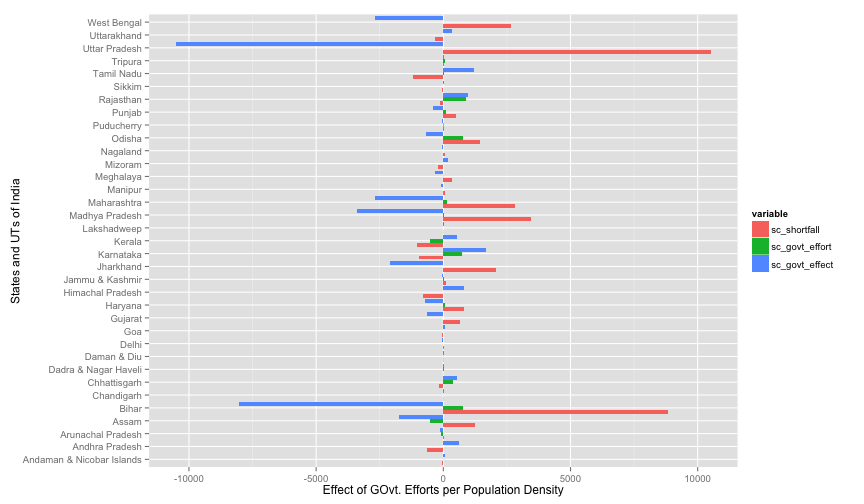 West Bengal
Uttarakhand
Uttar Pradesh
Tripura
Tamil Nadu
Sikkim
Rajasthan
Punjab
Puducherry
Odisha
Nagaland
Mizoram
Meghalaya
Manipur
Maharashtra
Madhya Pradesh
Lakshadweep
Kerala
Karnataka
Jharkhand
Jammu & Kashmir
Himachal Pradesh
Haryana
Gujarat
Goa
Delhi
Daman & Diu
Dadra & Nagar Haveli
Chhattisgarh
Chandigarh
Bihar
Assam
Arunachal Pradesh
Andhra Pradesh
Andaman & Nicobar Islands
States and UTs of India
-10000 -5000 0 5000 10000
Effect of GOvt. Efforts per Population Density
variable
sc_shortfall
sc_govt_effort
sc_govt_effect